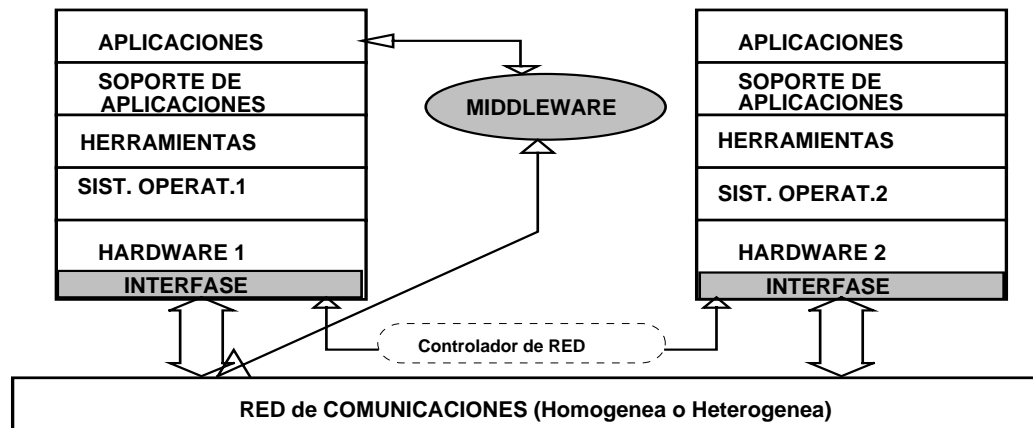 APLICACIONES
SOPORTE DE
APLICACIONES
HERRAMIENTAS
SIST. OPERAT.1
HARDWARE 1
INTERFASE
MIDDLEWARE
APLICACIONES
SOPORTE DE
APLICACIONES
HERRAMIENTAS
SIST. OPERAT.2
HARDWARE 2
INTERFASE
Controlador de RED
RED de COMUNICACIONES (Homogenea o Heterogenea)